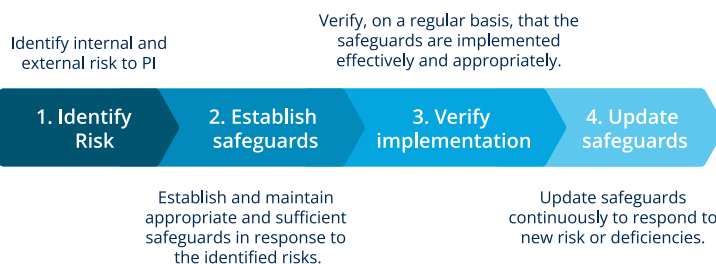 Identify internal and
external risk to PI
Verify, on a regular basis, that the
safeguards are implemented
effectively and appropriately.
1. Identify
Risk
2. Establish
safeguards
3. Verify
implementation
4. Update
safeguards
Establish and maintain
appropriate and sufficient
safeguards in response to
the identified risks.
Update safeguards
continuously to respond to
new risk or deficiencies.